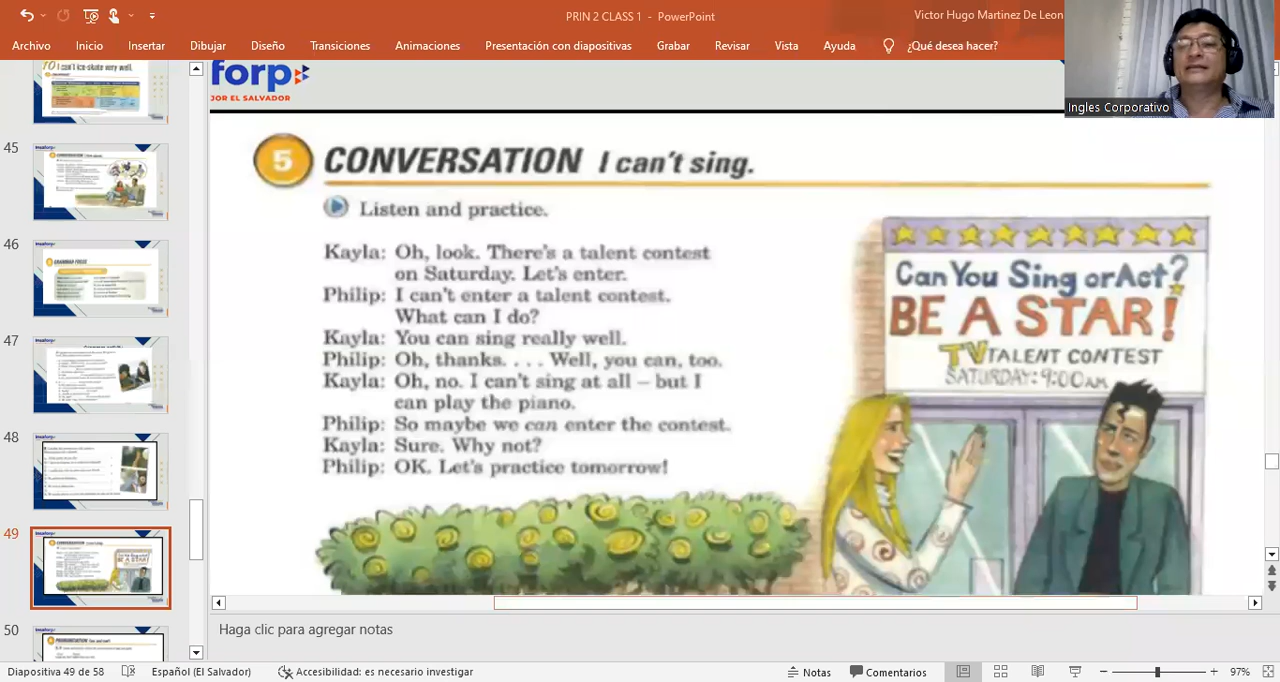 PRIN 2 CLASS 1 - PowerPoint
Victor Hugo Martinez De Leon
Archivo Inicio Insertar Dibujar Diseño Transiciones Animaciones Presentación con diapositivas Grabar Revisar Vista Ayuda ¿Qué desea hacer?
Ingles Corporativo
forp
JOR EL SALVADOR
10 I can't ice-skate very well.
45
46
47
48
49
50
5 CONVERSATION I can't sing.
Listen and practice.
Kayla: Oh, look. There's a talent contest
on Saturday. Let's enter.
Philip: I can't enter a talent contest.
What can I do?
Kayla: You can sing really well.
Philip: Oh, thanks. . . . Well, you can, too.
Kayla: Oh, no. I can't sing at all – but I
can play the piano.
Philip: So maybe we can enter the contest.
Kayla: Sure. Why not?
Philip: OK. Let's practice tomorrow!
Can You Sing or Act?
BE A STAR!
TV TALENT CONTEST
SATURDAY: 9:00 AM
Haga clic para agregar notas
Diapositiva 49 de 58 Español (El Salvador) Accesibilidad: es necesario investigar Notas Comentarios 97%